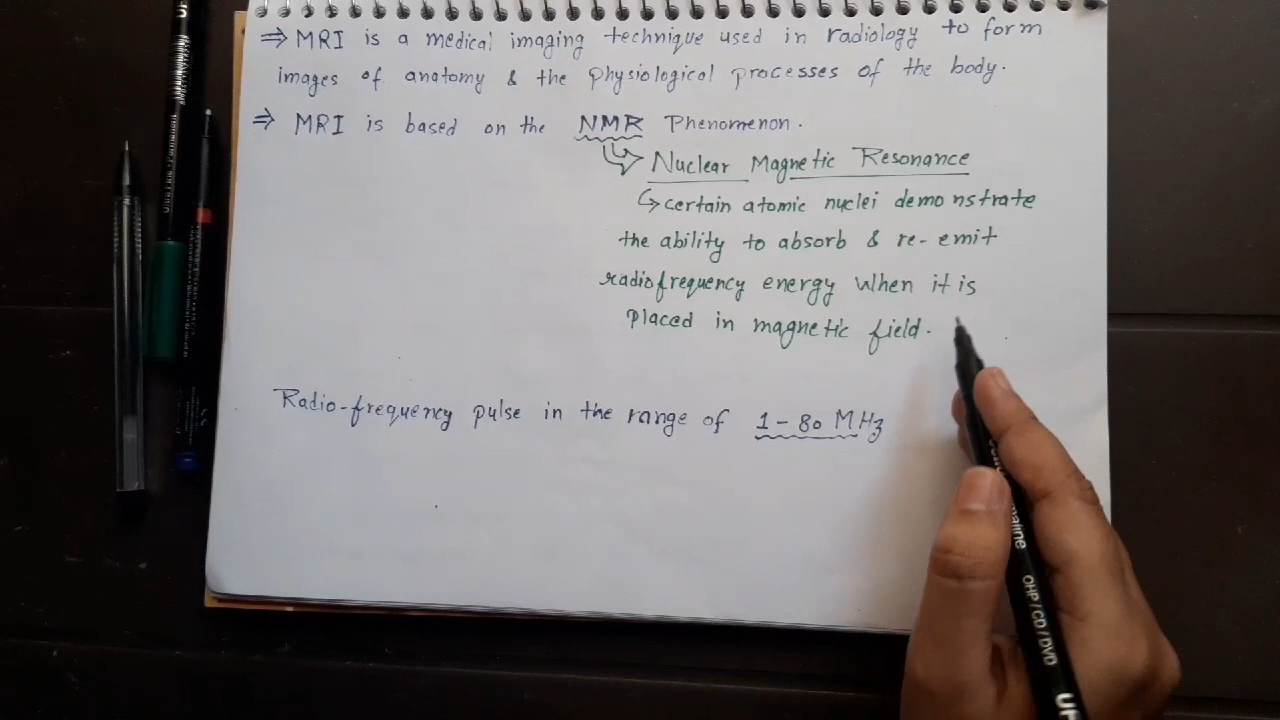 ⇒ MRI is a medical imaging technique used in radiology to form
images of anatomy & the physiological processes of the body.
⇒ MRI is based on the NMR Phenomenon.
↳ Nuclear Magnetic Resonance
↳ certain atomic nuclei demonstrate
the ability to absorb & re-emit
radiofrequency energy when it is
placed in magnetic field.
Radio-frequency pulse in the range of 1-80 MHz
OHP/CD/DVD